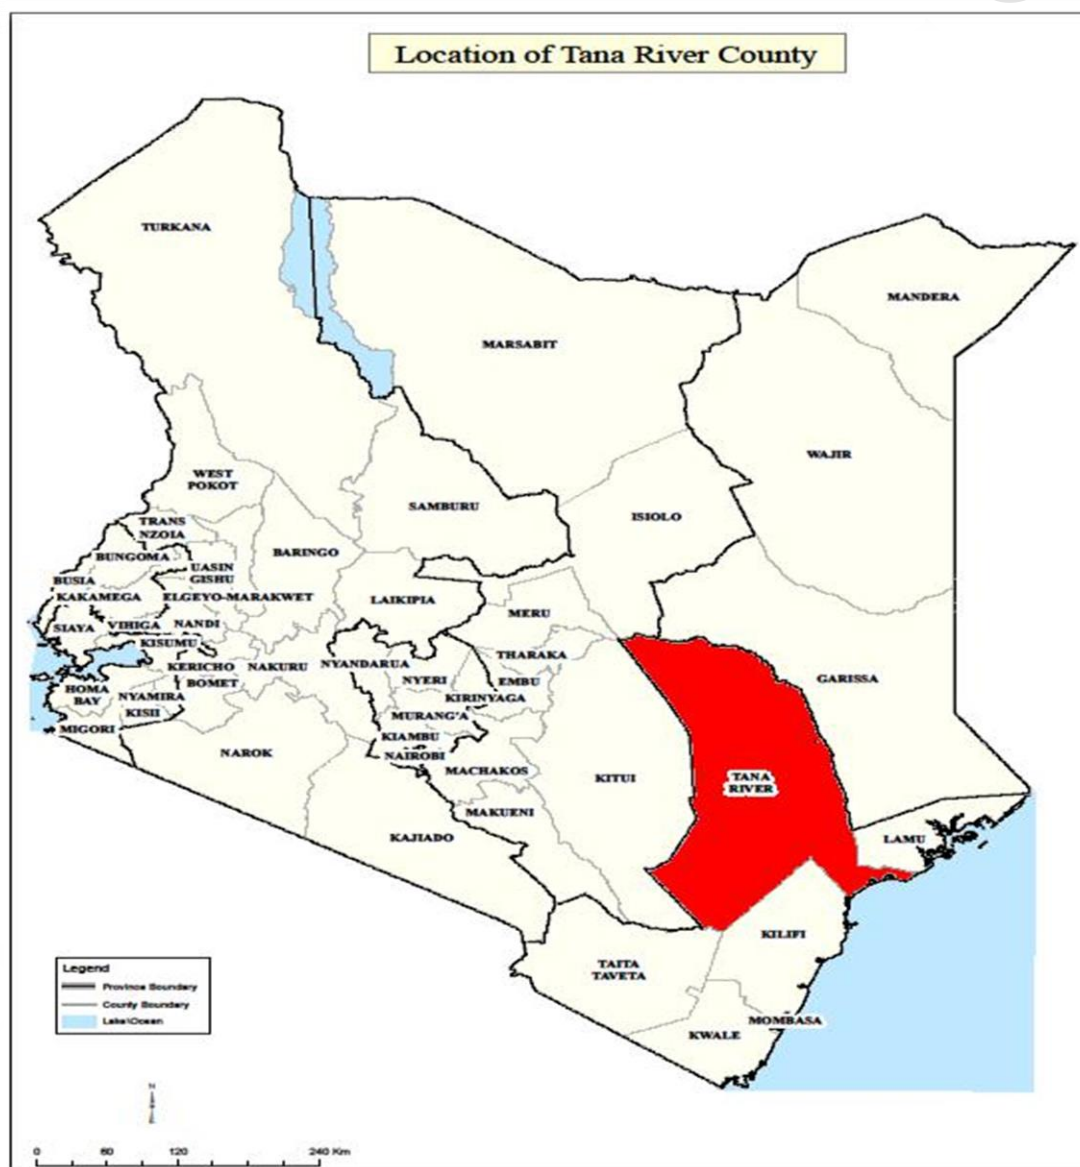 Location of Tana River County
TURKANA
MANDERA
MARSABIT
WAJIR
WEST
POKOT
SAMBURU
ISIOLO
TRANS
NZOIA
BUNGOMA
BARINGO
UASIN
GISHU
BUSIA
KAKAMEGA
ELGEYO-MARAKWET
LAIKIPIA
MERU
SIAYA
VIHIGA
NANDI
KISUMU
THARAKA
KERICHO
NAKURU
NYANDARUA
NYERI
EMBU
GARISSA
BOMET
HOMA
BAY
NYAMIRA
KIRINYAGA
KISII
MURANG'A
MIGORI
KIAMBU
NAROK
NAIROBI
MACHAKOS
KITUI
TANA
RIVER
MAKUENI
KAJIADO
LAMU
KILIFI
TAITA
TAVETA
MOMBASA
KWALE
Legend
Province Boundary
County Boundary
Lake\Ocean
N
0 60 120 240 Km